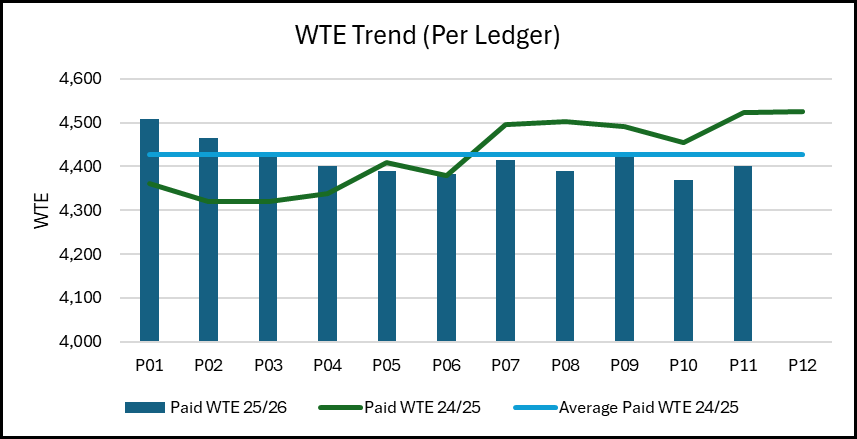 WTE Trend (Per Ledger)
4,600
4,500
4,400
4,300
4,200
4,100
4,000
WTE
P01 P02 P03 P04 P05 P06 P07 P08 P09 P10 P11 P12
Paid WTE 25/26 Paid WTE 24/25 Average Paid WTE 24/25